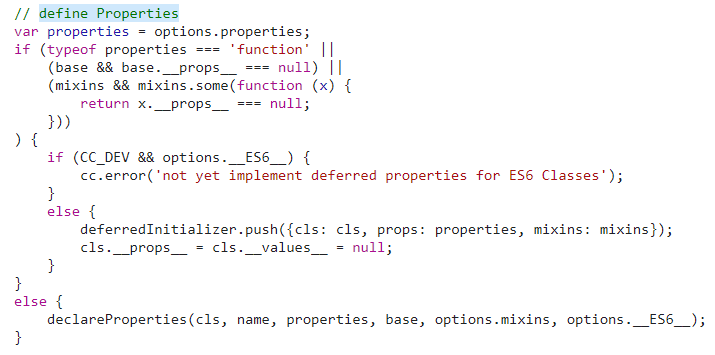 // define Properties
var properties = options.properties;
if (typeof properties === 'function' ||
    (base && base.__props__ === null) ||
    (mixins && mixins.some(function (x) {
        return x.__props__ === null;
    }))
) {
    if (CC_DEV && options.__ES6__) {
        cc.error('not yet implement deferred properties for ES6 Classes');
    }
    else {
        deferredInitializer.push({cls: cls, props: properties, mixins: mixins});
        cls.__props__ = cls.__values__ = null;
    }
}
else {
    declareProperties(cls, name, properties, base, options.mixins, options.__ES6__);
}